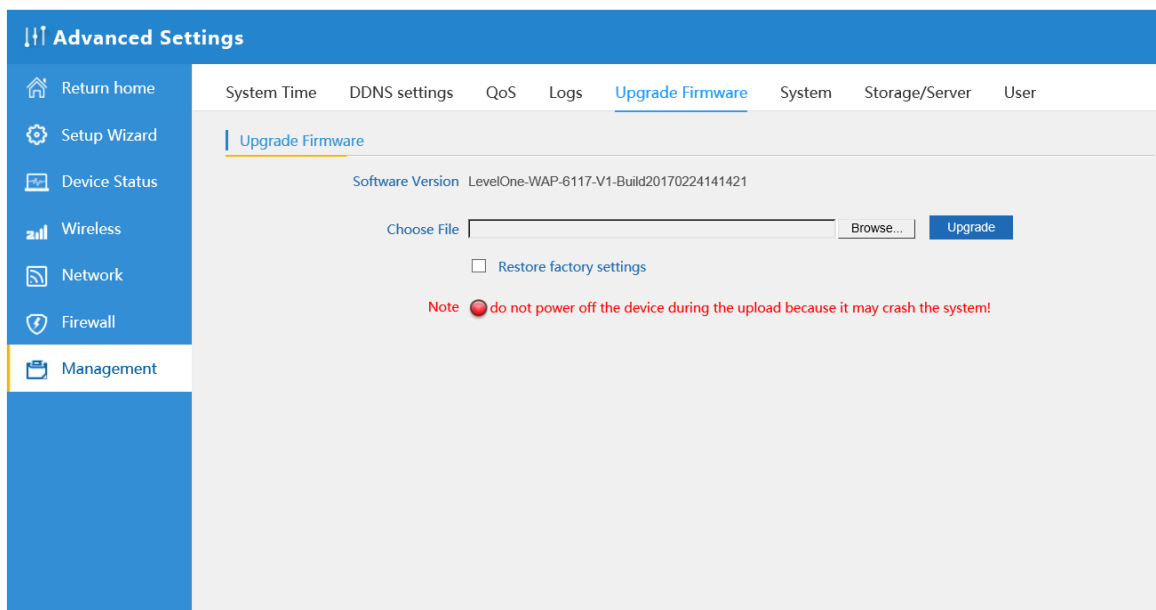 Advanced Settings
Return home
Setup Wizard
Device Status
Wireless
Network
Firewall
Management
System Time DDNS settings QoS Logs Upgrade Firmware System Storage/Server User
Upgrade Firmware
Software Version LevelOne-WAP-6117-V1-Build20170224141421
Choose File Browse... Upgrade
Restore factory settings
Note do not power off the device during the upload because it may crash the system!